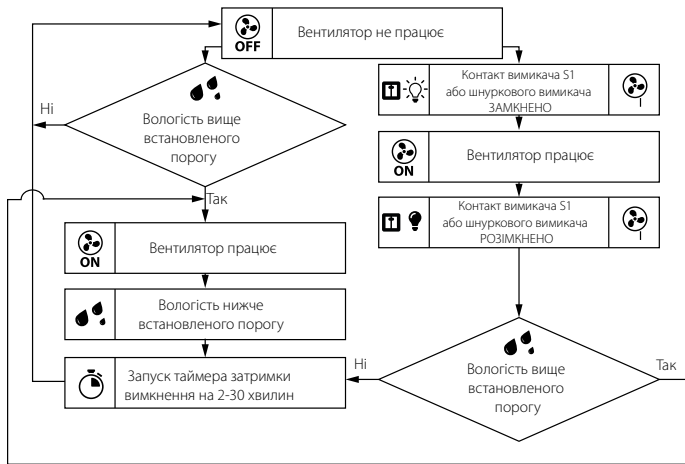 OFF
Вентилятор не працює
Ні
Вологість вище
встановленого
порогу
Так
ON
Вентилятор працює
Вологість нижче
встановленого порогу
Запуск таймера затримки
вимкнення на 2-30 хвилин
Контакт вимикача S1
або шнуркового вимикача
ЗАМКНЕНО
ON
Вентилятор працює
Контакт вимикача S1
або шнуркового вимикача
РОЗІМКНЕНО
Ні
Вологість вище
встановленого
порогу
Так